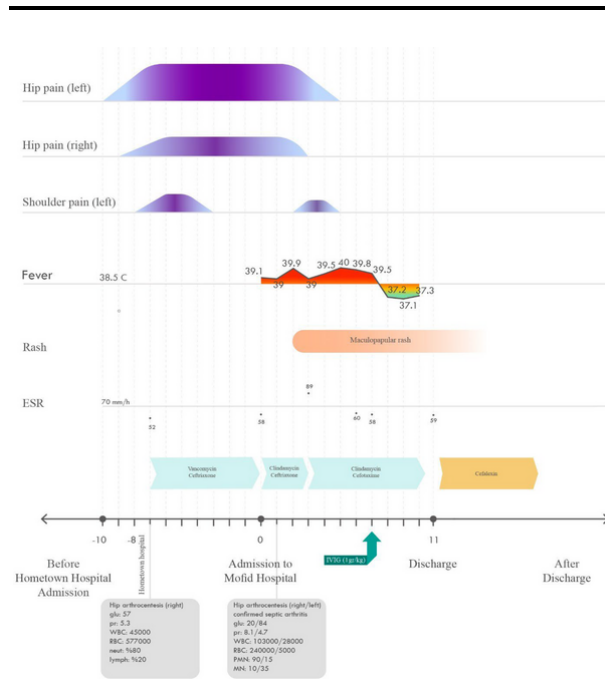 Hip pain (left)
Hip pain (right)
Shoulder pain (left)
Fever
38.5 C
39.1
39
39.9
39
39.5
40
39.8
39.5
37.2
37.1
37.3
Rash
Maculopapular rash
ESR
70 mm/h
52
58
89
60
58
59
Vancomycin
Ceftriaxone
Clindamycin
Ceftriaxone
Clindamycin
Cefotaxime
-10
-8
0
11
Hometown hospital
IVIG (1gr/kg)
Before
Hometown Hospital
Admission
Admission to
Mofid Hospital
Discharge
After
Discharge
Hip arthrocentesis (right)
glu: 57
pr: 5.3
WBC: 45000
RBC: 577000
neut: %80
lymph: %20
Hip arthrocentesis (right/left)
confirmed septic arthritis
glu: 20/84
pr: 8.1/4.7
WBC: 103000/28000
RBC: 240000/5000
PMN: 90/15
MN: 10/35